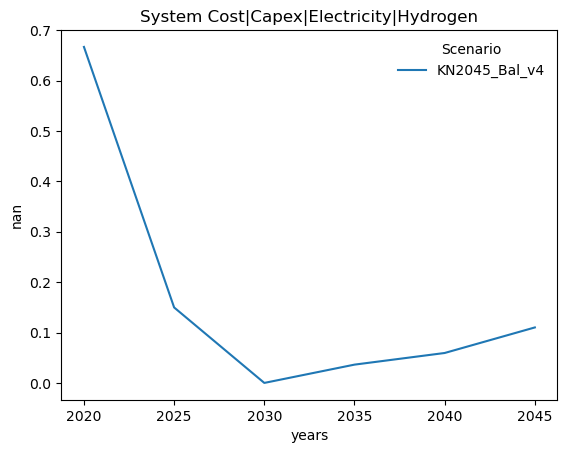 System Cost|Capex|Electricity|Hydrogen
Scenario
KN2045_Bal_v4
0.7
0.6
0.5
0.4
0.3
0.2
0.1
0.0
nan
2020 2025 2030 2035 2040 2045
years